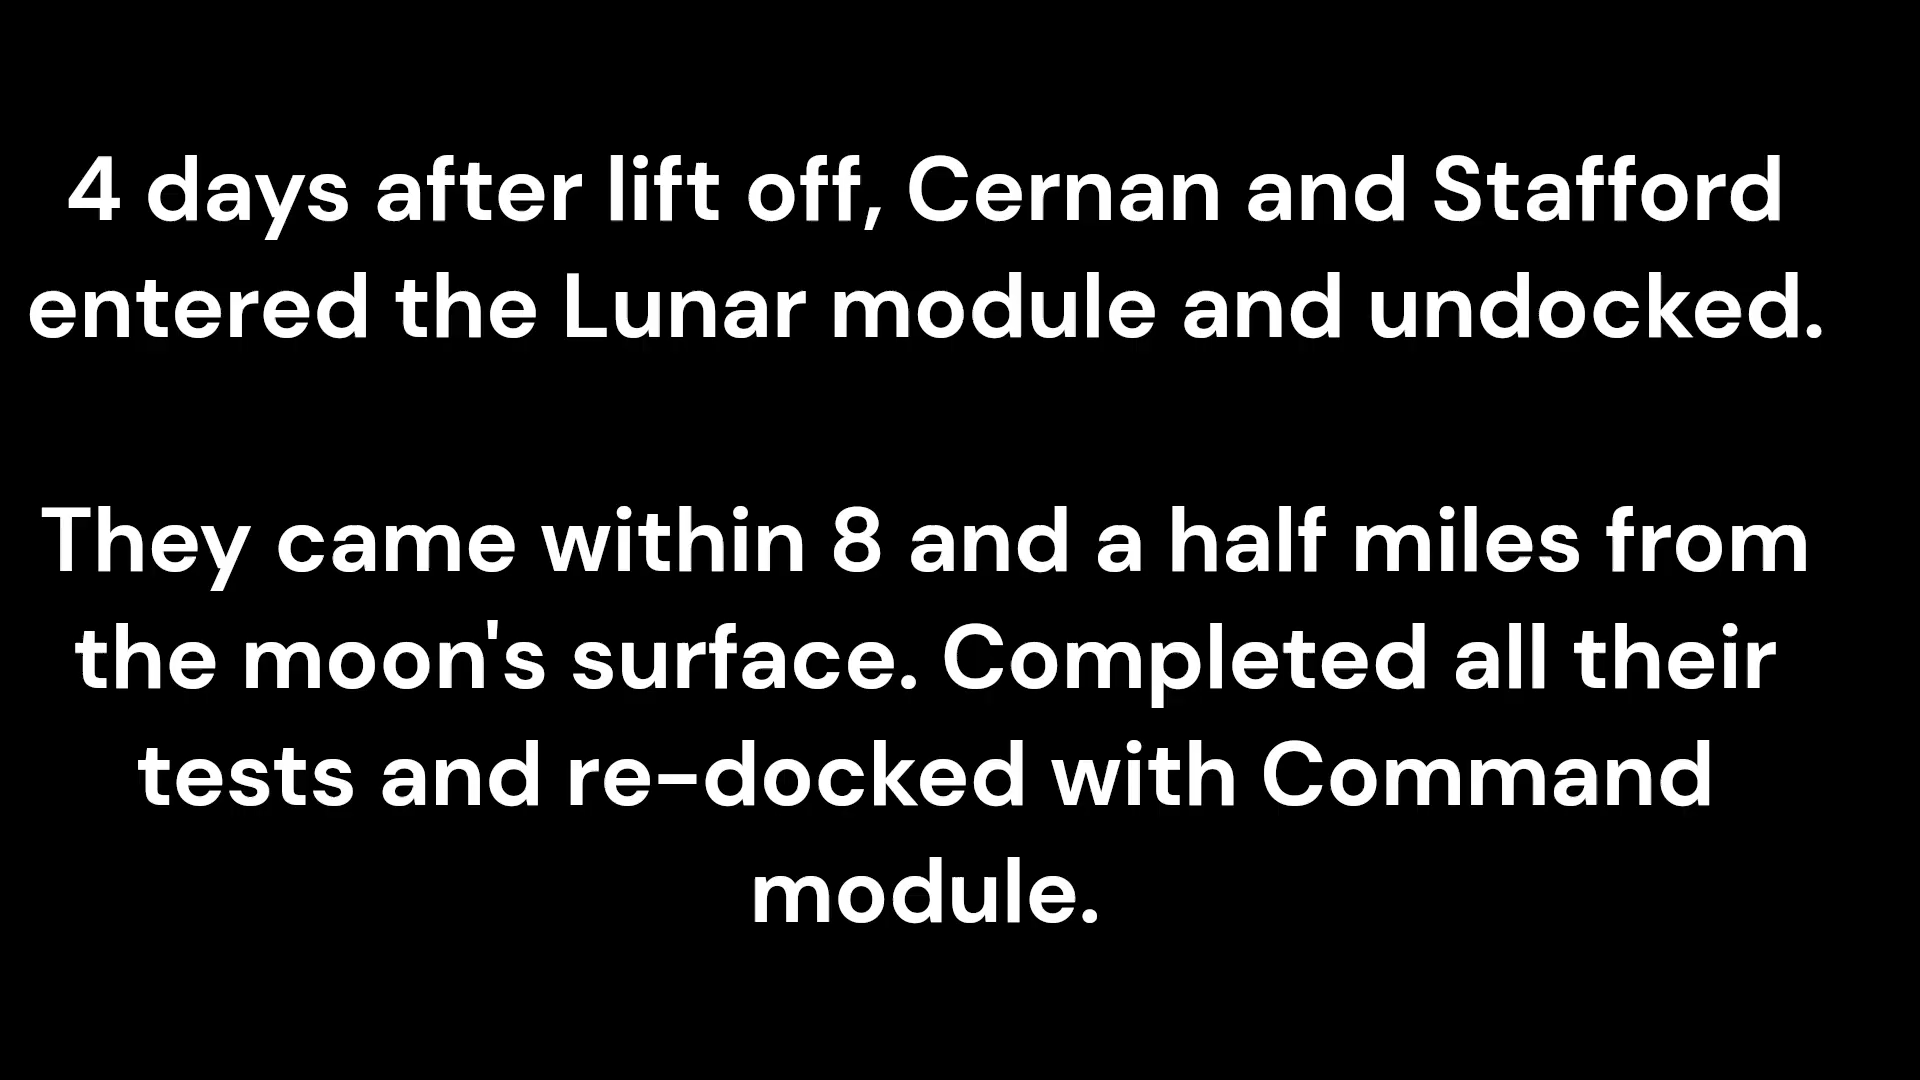 4 days after lift off, Cernan and Stafford
entered the Lunar module and undocked.
They came within 8 and a half miles from
the moon's surface. Completed all their
tests and re-docked with Command
module.